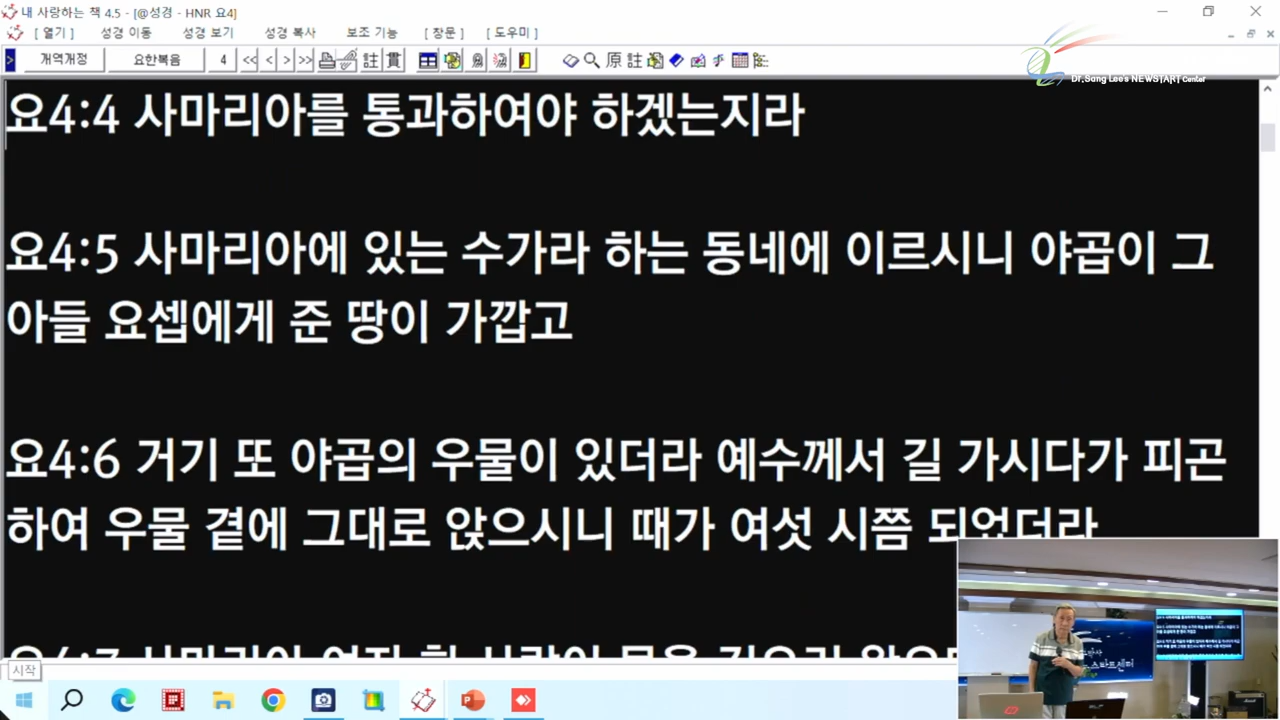 내 사랑하는 책 4.5 - [@성경 - HNR 요4]
[ 열기 ] 성경 이동 성경 보기 성경 복사 보조 기능 [ 창문 ] [ 도우미 ]
> 개역개정 요한복음 4 << < > >> 註 貫 原 註
Dr.Sang Lee's NEWSTART Center
요4:4 사마리아를 통과하여야 하겠는지라
요4:5 사마리아에 있는 수가라 하는 동네에 이르시니 야곱이 그
아들 요셉에게 준 땅이 가깝고
요4:6 거기 또 야곱의 우물이 있더라 예수께서 길 가시다가 피곤
하여 우물 곁에 그대로 앉으시니 때가 여섯 시쯤 되었더라
시작